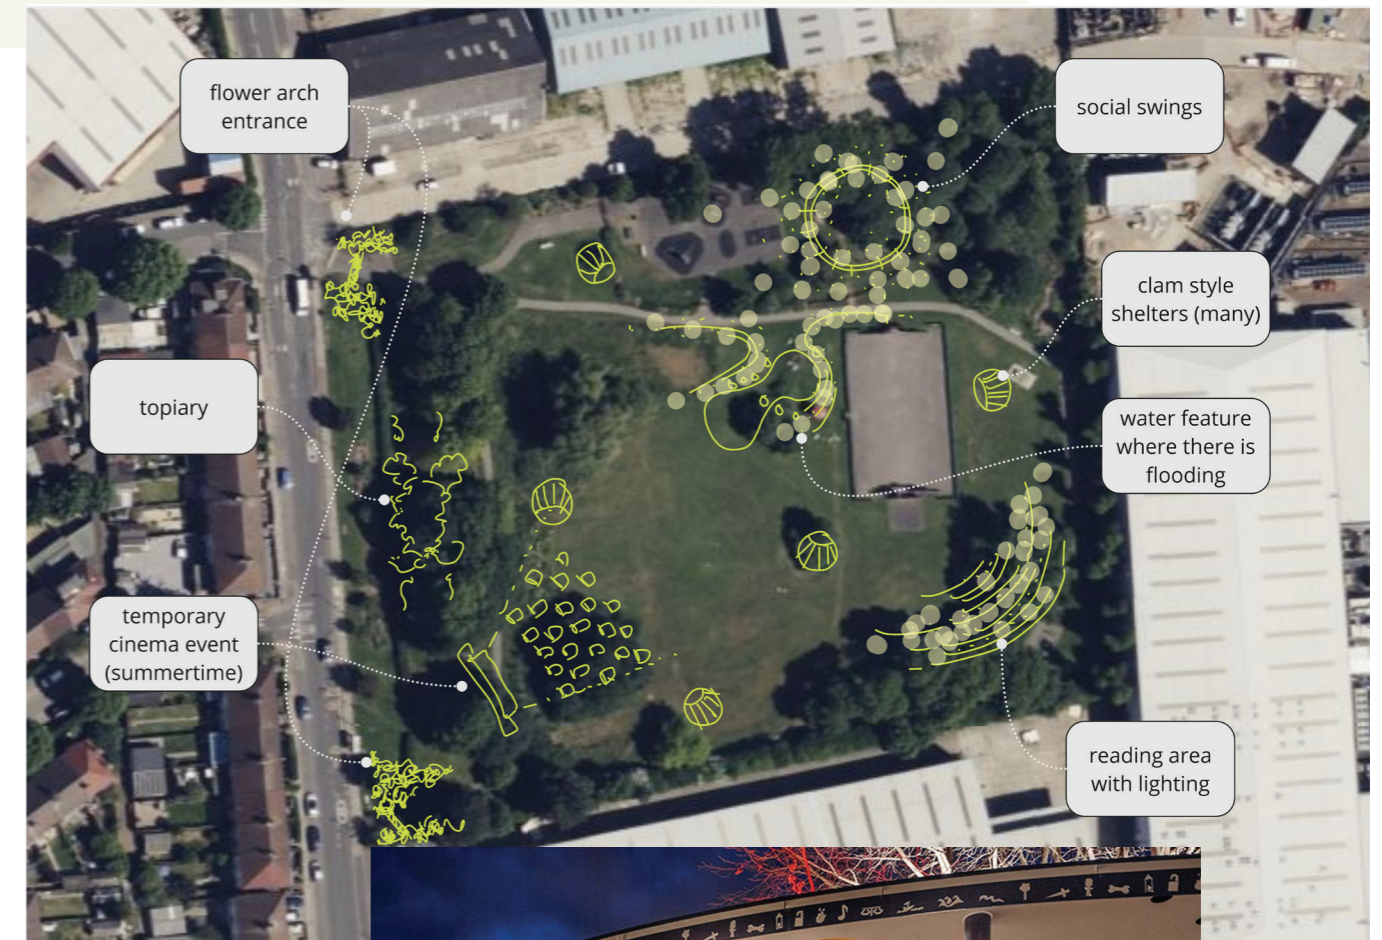 flower arch
entrance
social swings
clam style
shelters (many)
topiary
water feature
where there is
flooding
temporary
cinema event
(summertime)
reading area
with lighting